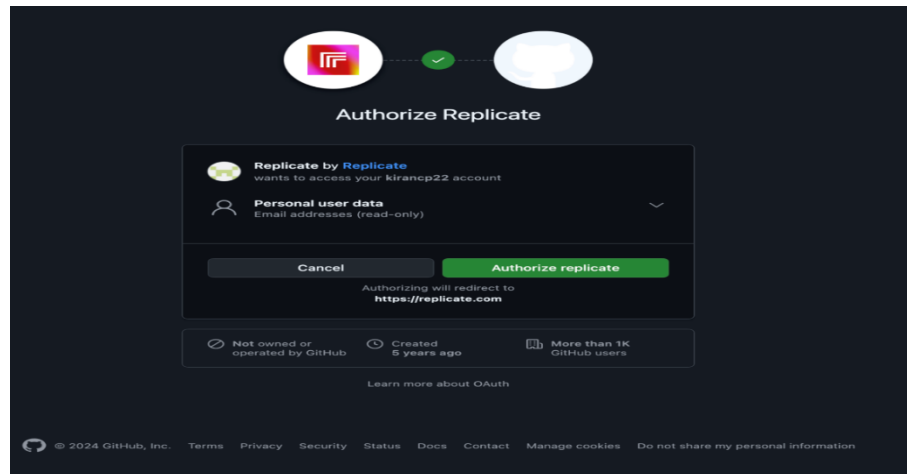 Authorize Replicate
Replicate by Replicate
wants to access your kirancp22 account
Personal user data
Email addresses (read-only)
Cancel
Authorize replicate
Authorizing will redirect to
https://replicate.com
Not owned or
operated by GitHub
Created
5 years ago
More than 1K
GitHub users
Learn more about OAuth
© 2024 GitHub, Inc. Terms Privacy Security Status Docs Contact Manage cookies Do not share my personal information